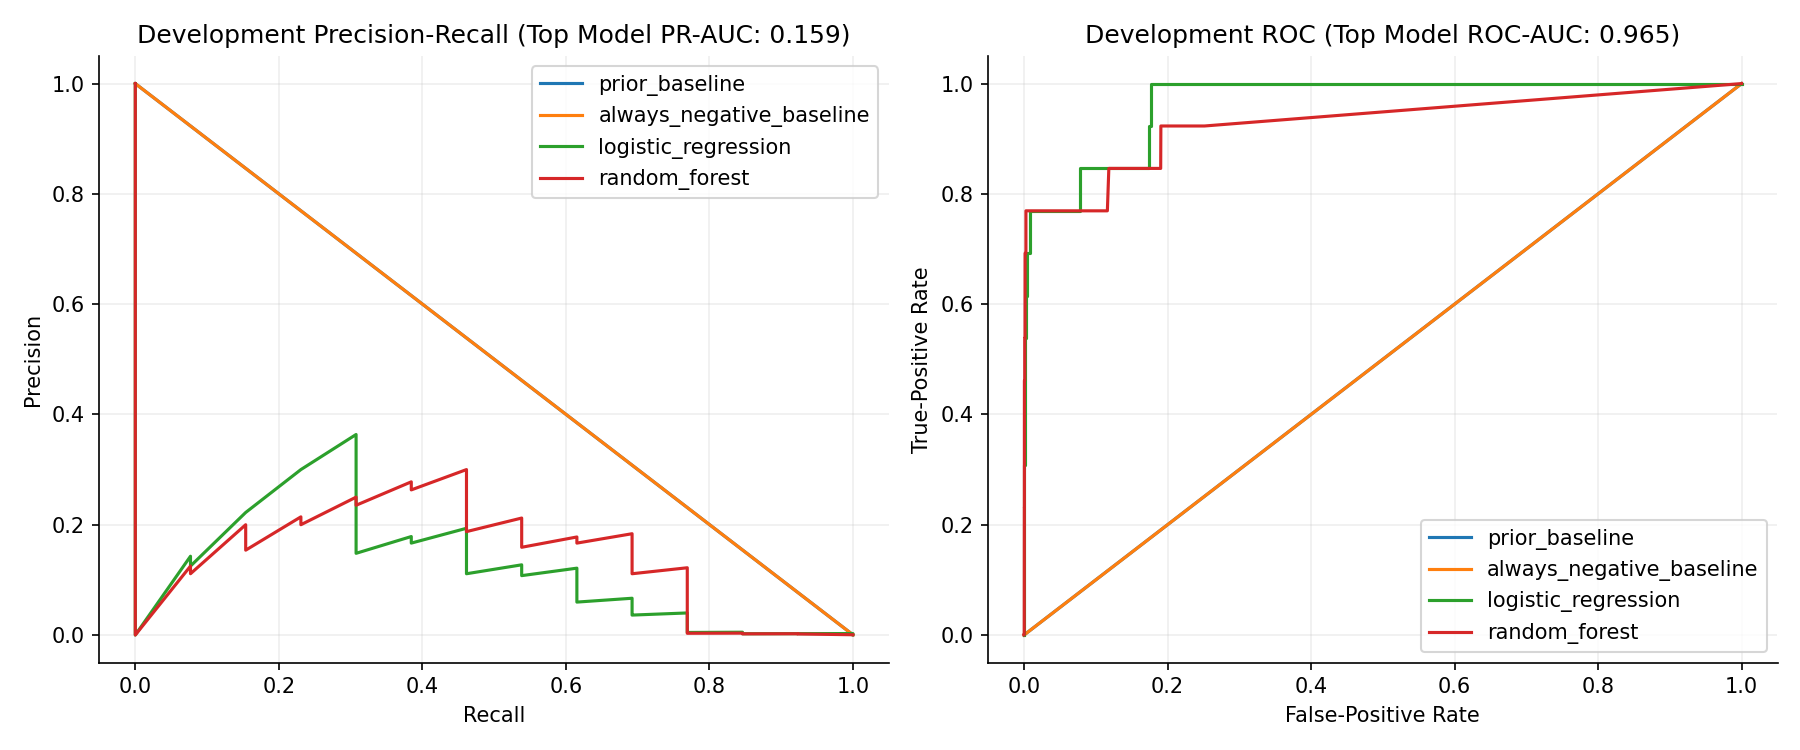 Development Precision-Recall (Top Model PR-AUC: 0.159)
1.0
0.8
0.6
0.4
0.2
0.0
Precision
prior_baseline
always_negative_baseline
logistic_regression
random_forest
0.0 0.2 0.4 0.6 0.8 1.0
Recall
Development ROC (Top Model ROC-AUC: 0.965)
1.0
0.8
0.6
0.4
0.2
0.0
True-Positive Rate
prior_baseline
always_negative_baseline
logistic_regression
random_forest
0.0 0.2 0.4 0.6 0.8 1.0
False-Positive Rate